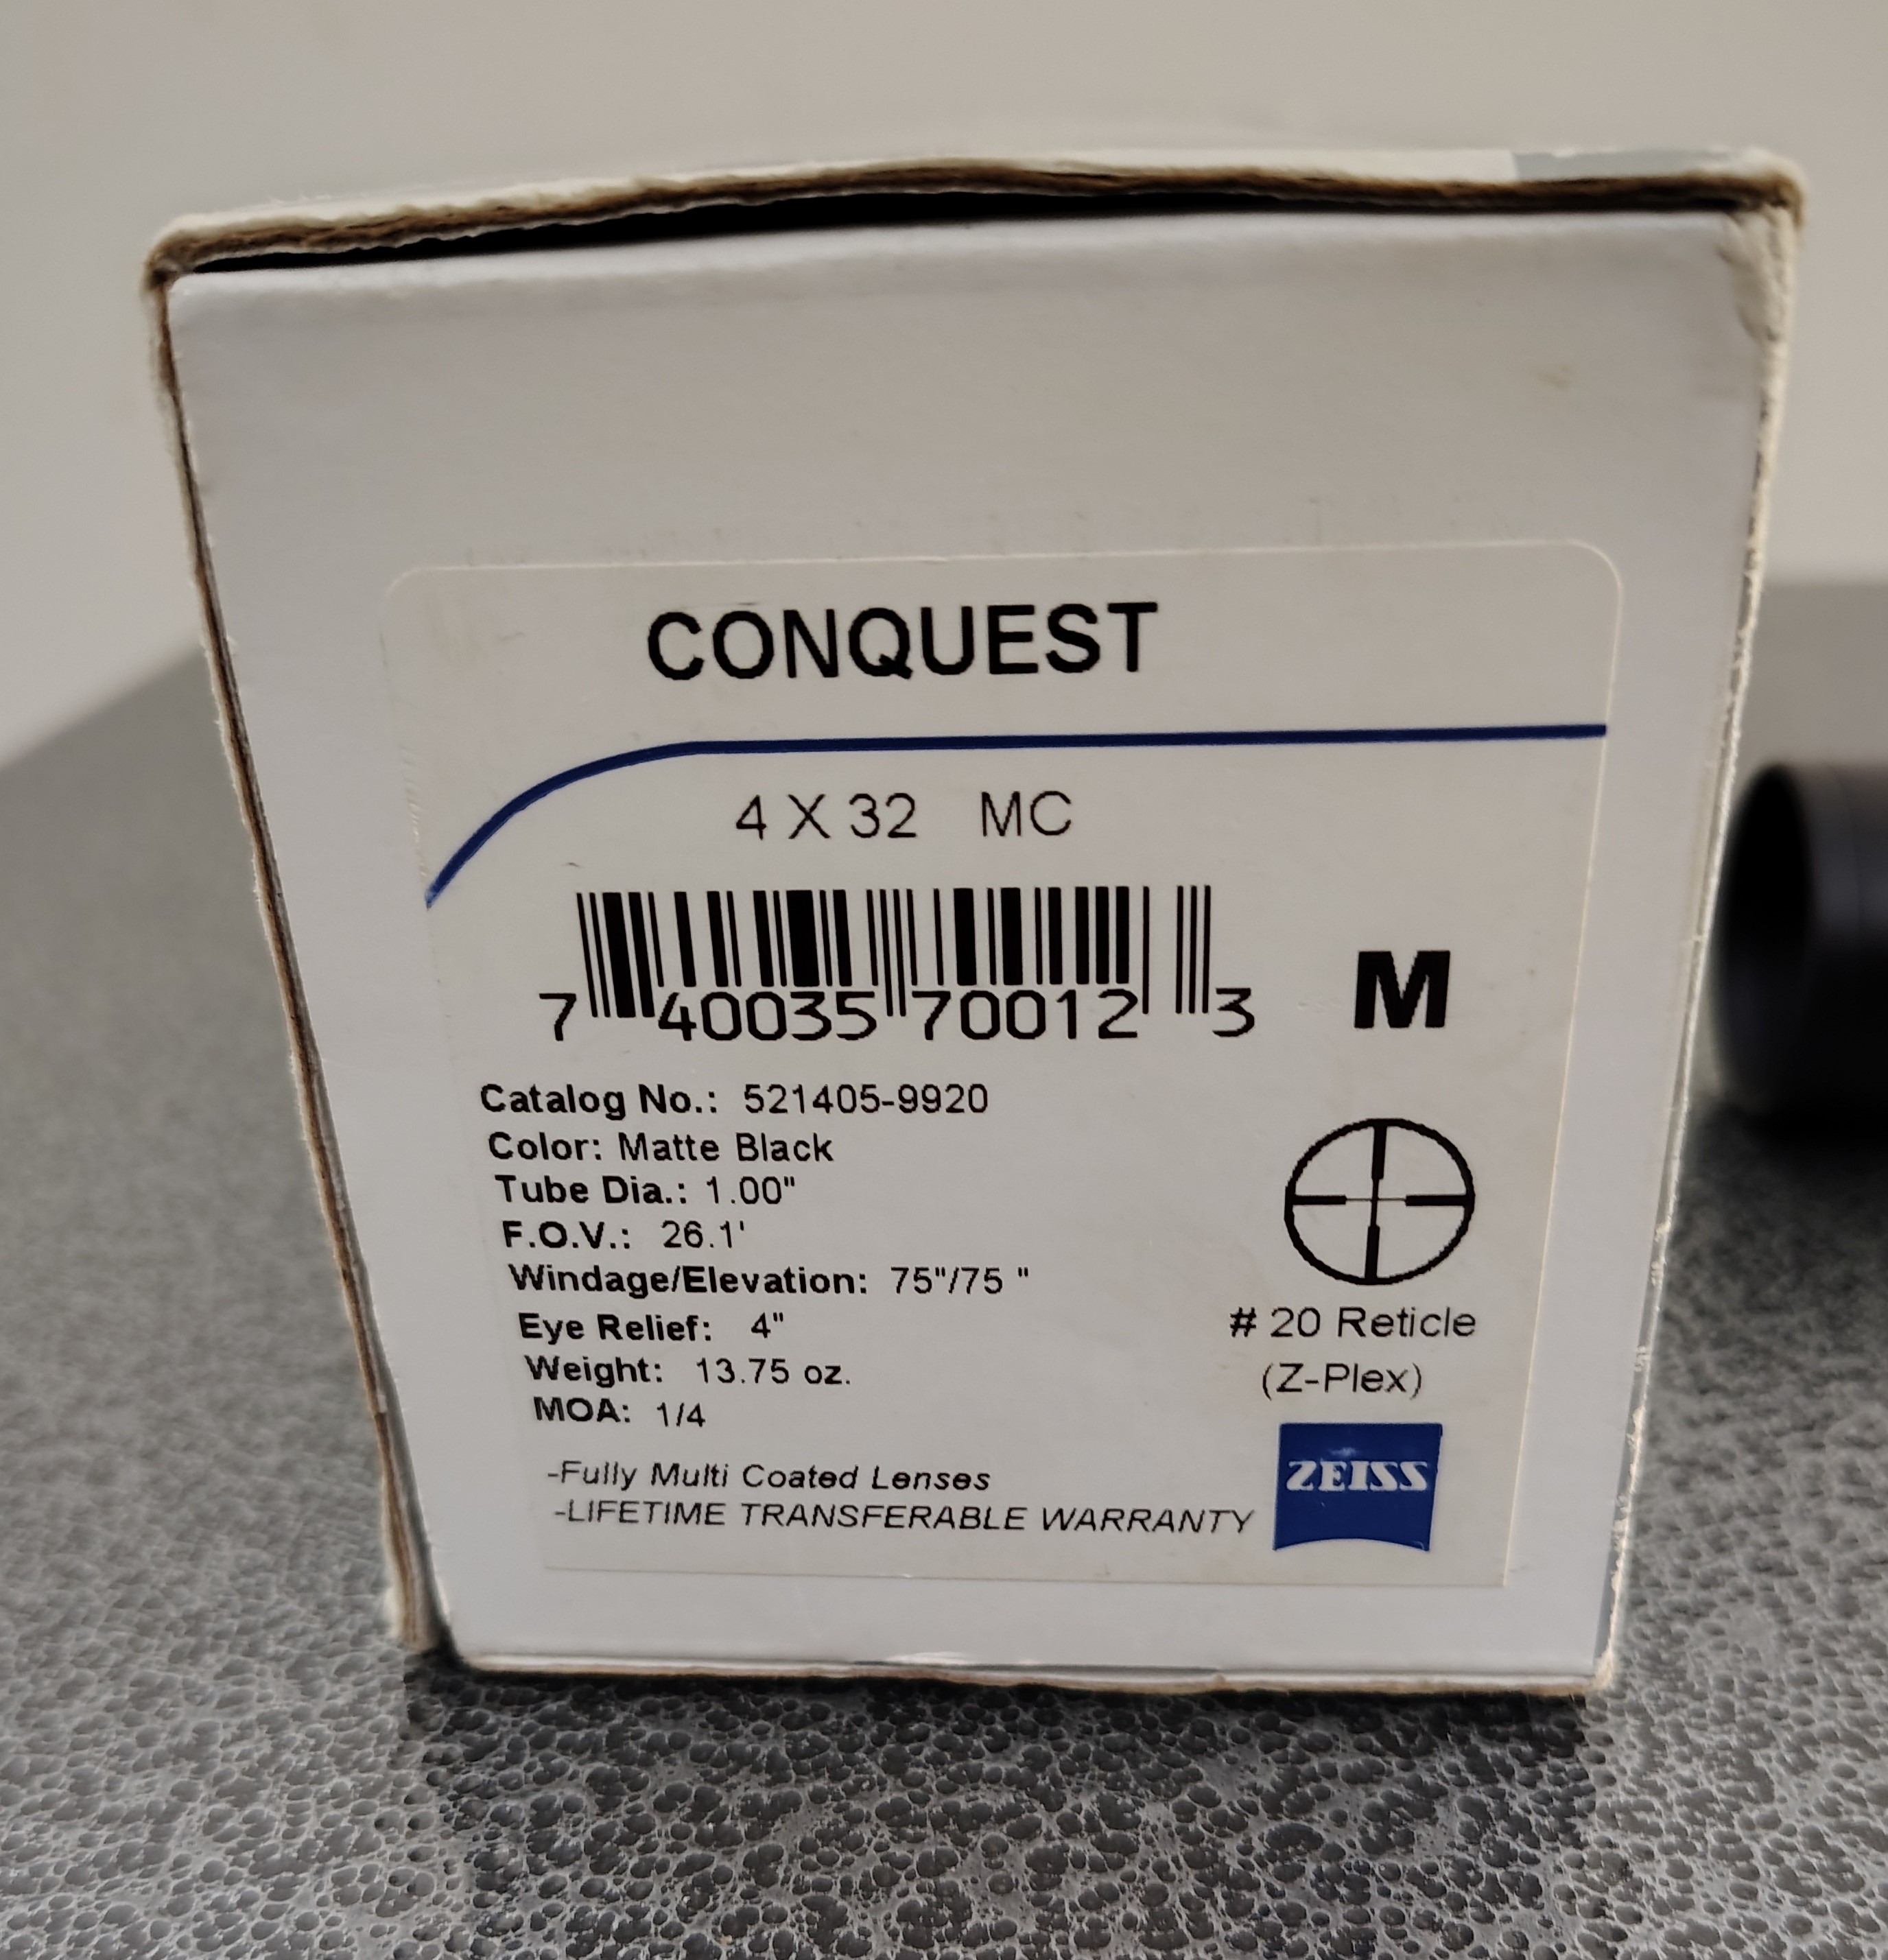 CONQUEST
4 X 32 MC
7 40035 70012 3
M
Catalog No.: 521405-9920
Color: Matte Black
Tube Dia.: 1.00"
F.O.V.: 26.1'
Windage/Elevation: 75"/75 "
Eye Relief: 4"
Weight: 13.75 oz.
MOA: 1/4
# 20 Reticle
(Z-Plex)
-Fully Multi Coated Lenses
-LIFETIME TRANSFERABLE WARRANTY
ZEISS